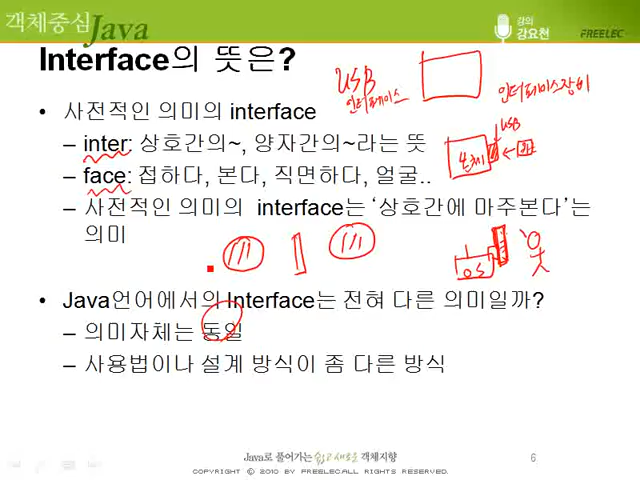 객체중심 Java
강의
강요천
FREELEC
Interface의 뜻은?
USB
인터페이스
인터페이스장비
• 사전적인 의미의 interface
– inter: 상호간의~, 양자간의~라는 뜻
USB
본체
– face: 접하다, 본다, 직면하다, 얼굴..
– 사전적인 의미의 interface는 ‘상호간에 마주본다’는
의미
OS
• Java언어에서의 Interface는 전혀 다른 의미일까?
– 의미자체는 동일
– 사용법이나 설계 방식이 좀 다른 방식
Java로 풀어가는 쉽고 새로운 객체지향
6
COPYRIGHT © 2010 BY FREELECALL RIGHTS RESERVED.